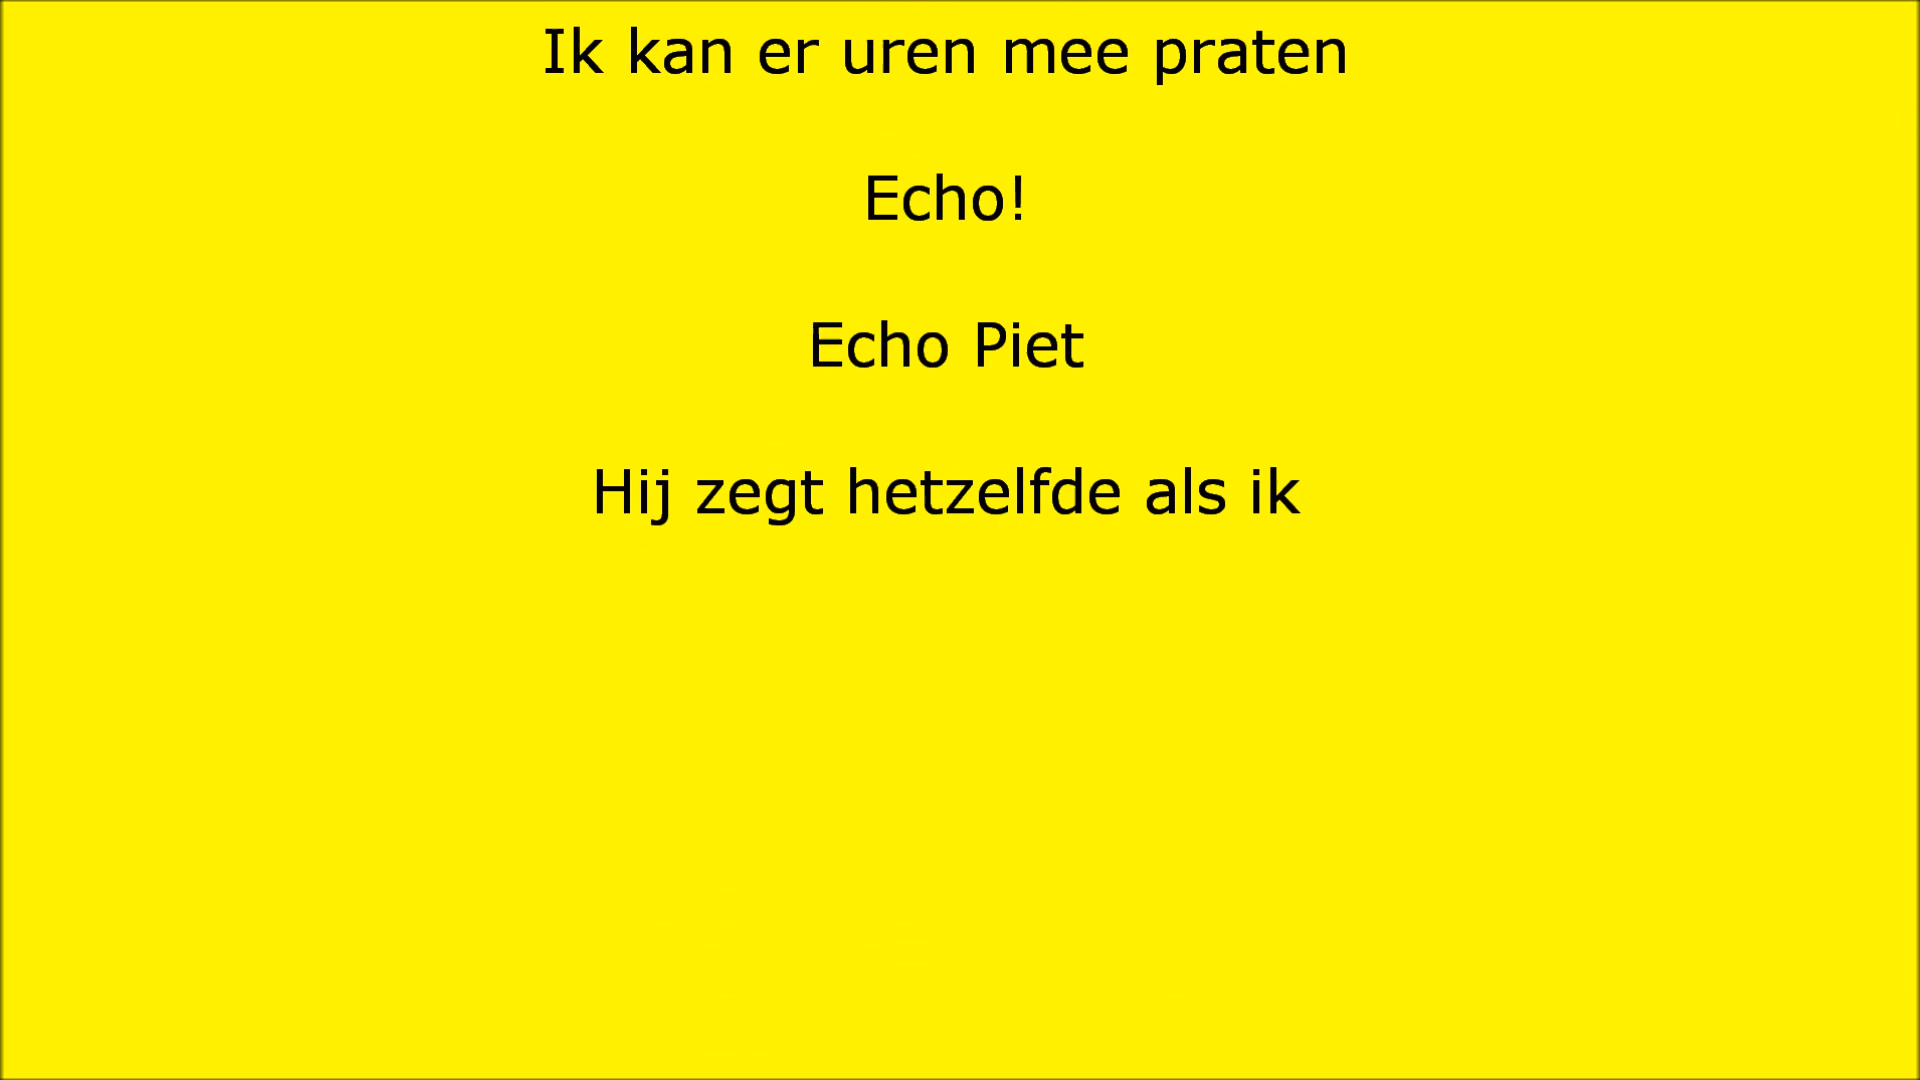 Ik kan er uren mee praten
Echo!
Echo Piet
Hij zegt hetzelfde als ik